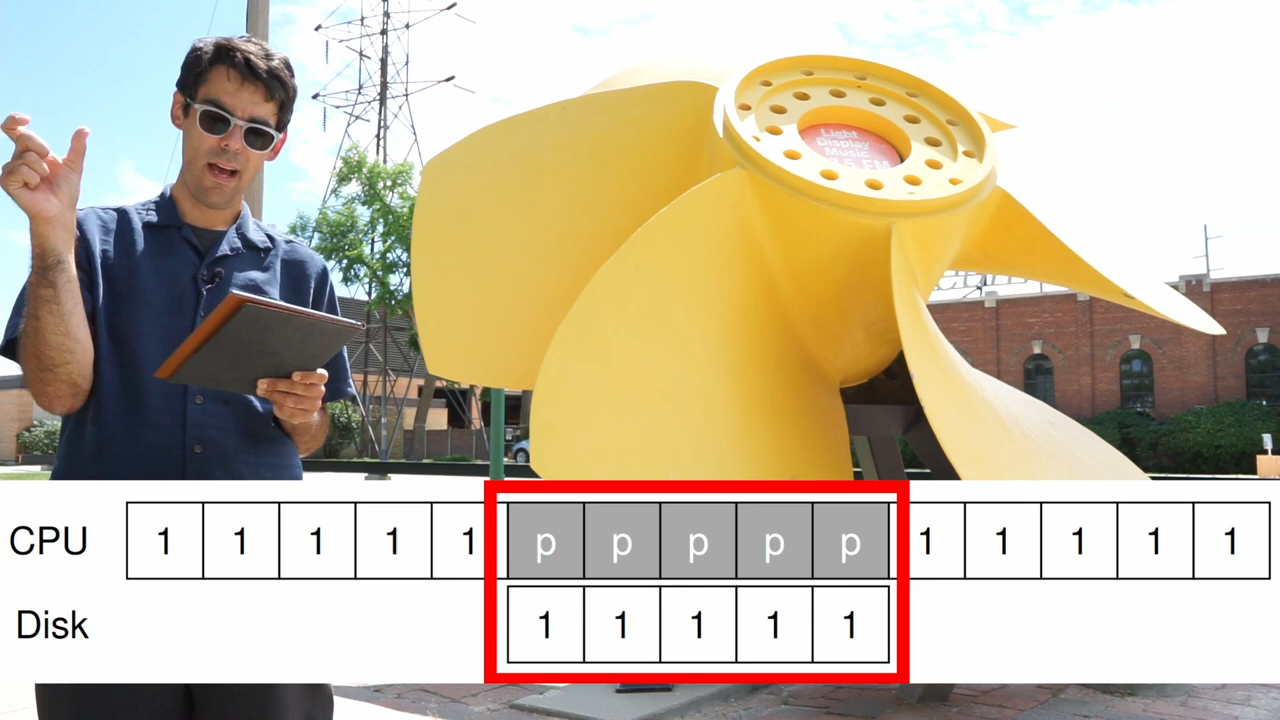 Light
Display
Music
CPU 1 1 1 1 1 p p p p p 1 1 1 1 1
Disk 1 1 1 1 1